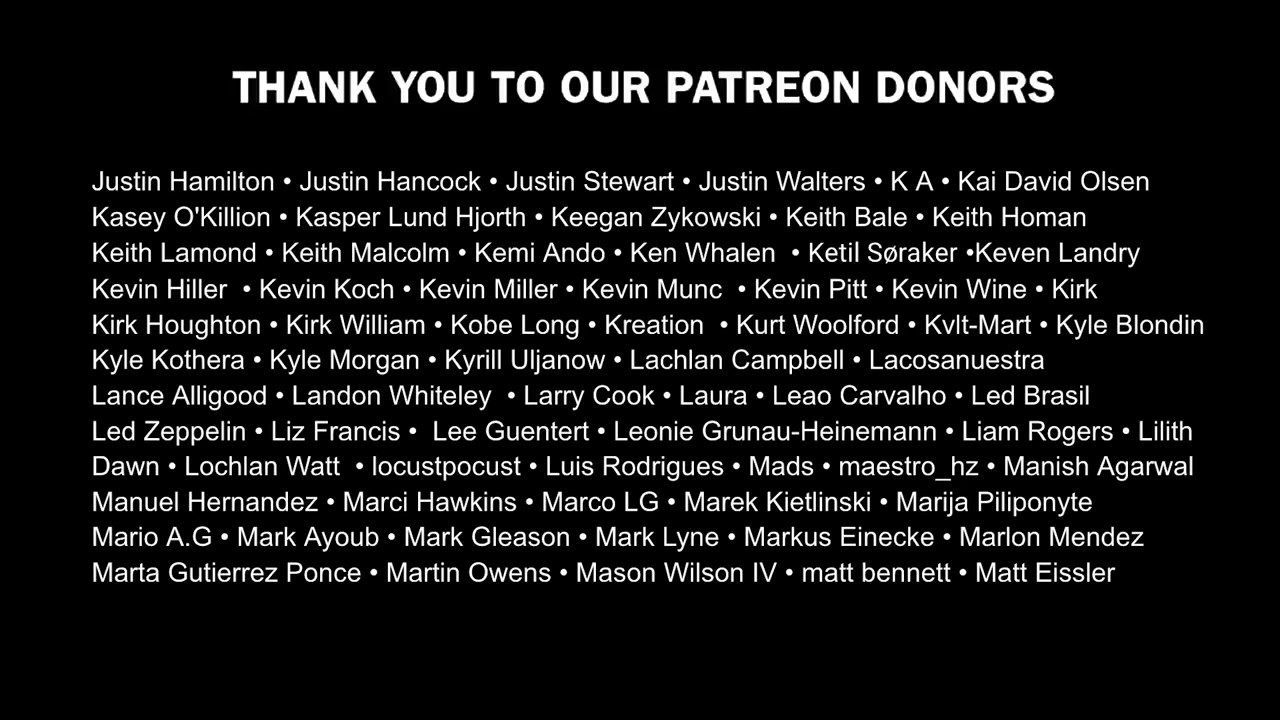 THANK YOU TO OUR PATREON DONORS
Justin Hamilton • Justin Hancock • Justin Stewart • Justin Walters • K A • Kai David Olsen
Kasey O'Killion • Kasper Lund Hjorth • Keegan Zykowski • Keith Bale • Keith Homan
Keith Lamond • Keith Malcolm • Kemi Ando • Ken Whalen  • Ketil Søraker •Keven Landry
Kevin Hiller  • Kevin Koch • Kevin Miller • Kevin Munc  • Kevin Pitt • Kevin Wine • Kirk
Kirk Houghton • Kirk William • Kobe Long • Kreation  • Kurt Woolford • Kvlt-Mart • Kyle Blondin
Kyle Kothera • Kyle Morgan • Kyrill Uljanow • Lachlan Campbell • Lacosanuestra
Lance Alligood • Landon Whiteley  • Larry Cook • Laura • Leao Carvalho • Led Brasil
Led Zeppelin • Liz Francis •  Lee Guentert • Leonie Grunau-Heinemann • Liam Rogers • Lilith
Dawn • Lochlan Watt  • locustpocust • Luis Rodrigues • Mads • maestro_hz • Manish Agarwal
Manuel Hernandez • Marci Hawkins • Marco LG • Marek Kietlinski • Marija Piliponyte
Mario A.G • Mark Ayoub • Mark Gleason • Mark Lyne • Markus Einecke • Marlon Mendez
Marta Gutierrez Ponce • Martin Owens • Mason Wilson IV • matt bennett • Matt Eissler